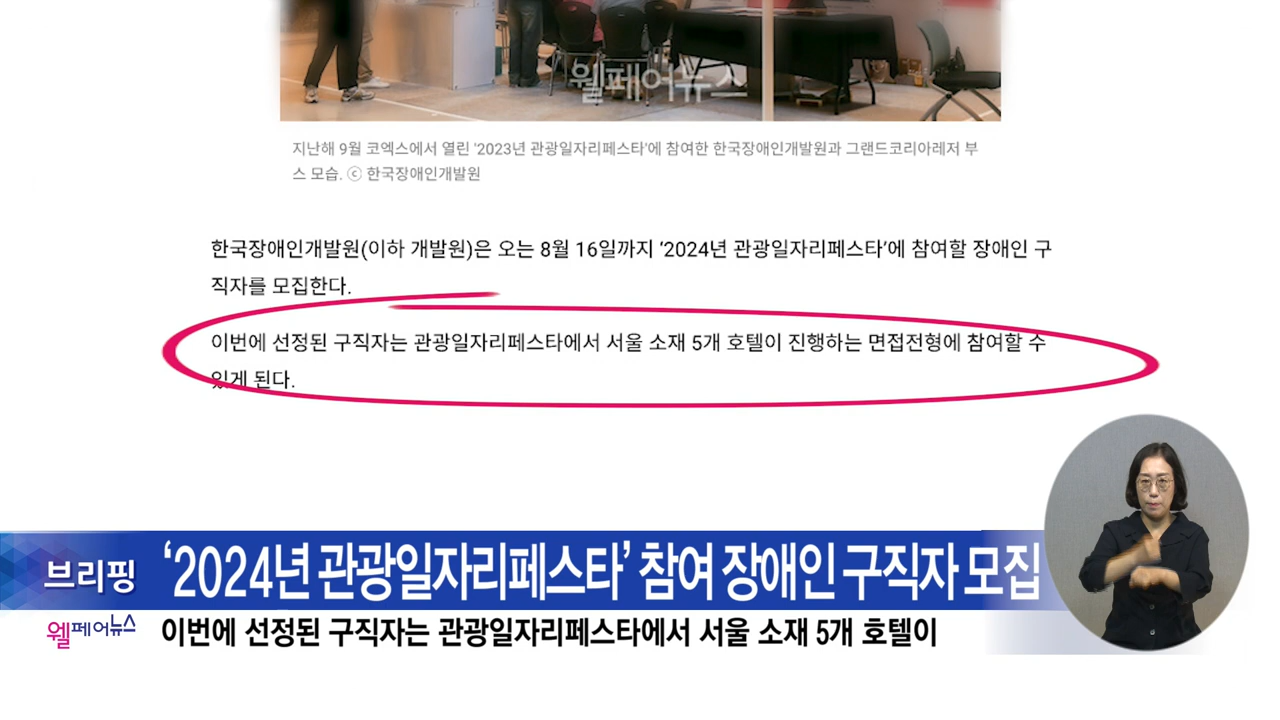 웰페어뉴스
지난해 9월 코엑스에서 열린 '2023년 관광일자리페스타'에 참여한 한국장애인개발원과 그랜드코리아레저 부
스 모습. ⓒ 한국장애인개발원
한국장애인개발원(이하 개발원)은 오는 8월 16일까지 ‘2024년 관광일자리페스타’에 참여할 장애인 구
직자를 모집한다.
이번에 선정된 구직자는 관광일자리페스타에서 서울 소재 5개 호텔이 진행하는 면접전형에 참여할 수
있게 된다.
브리핑
‘2024년 관광일자리페스타’ 참여 장애인 구직자 모집
웰페어뉴스
이번에 선정된 구직자는 관광일자리페스타에서 서울 소재 5개 호텔이